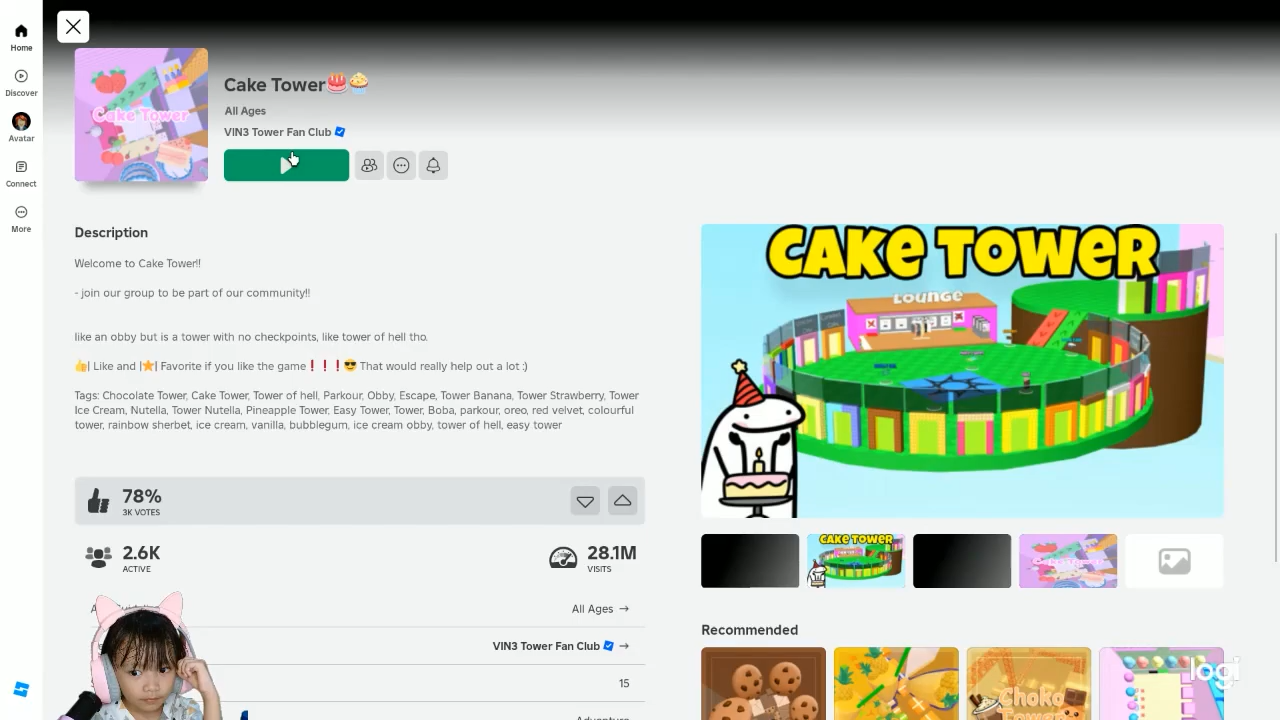 Home
Discover
Avatar
Connect
More
Cake Tower
Cake Tower🎂🧁
All Ages
VIN3 Tower Fan Club
Description
Welcome to Cake Tower!!
- join our group to be part of our community!!
like an obby but is a tower with no checkpoints, like tower of hell tho.
👍| Like and |⭐| Favorite if you like the game❗❗❗😎 That would really help out a lot :)
Tags: Chocolate Tower, Cake Tower, Tower of hell, Parkour, Obby, Escape, Tower Banana, Tower Strawberry, Tower
Ice Cream, Nutella, Tower Nutella, Pineapple Tower, Easy Tower, Tower, Boba, parkour, oreo, red velvet, colourful
tower, rainbow sherbet, ice cream, vanilla, bubblegum, ice cream obby, tower of hell, easy tower
78%
3K VOTES
2.6K
ACTIVE
28.1M
VISITS
All Ages
VIN3 Tower Fan Club
15
Adventure
CAKE TOWER
LOUNGE
CAKE TOWER
Recommended
Choko
Tower
logi